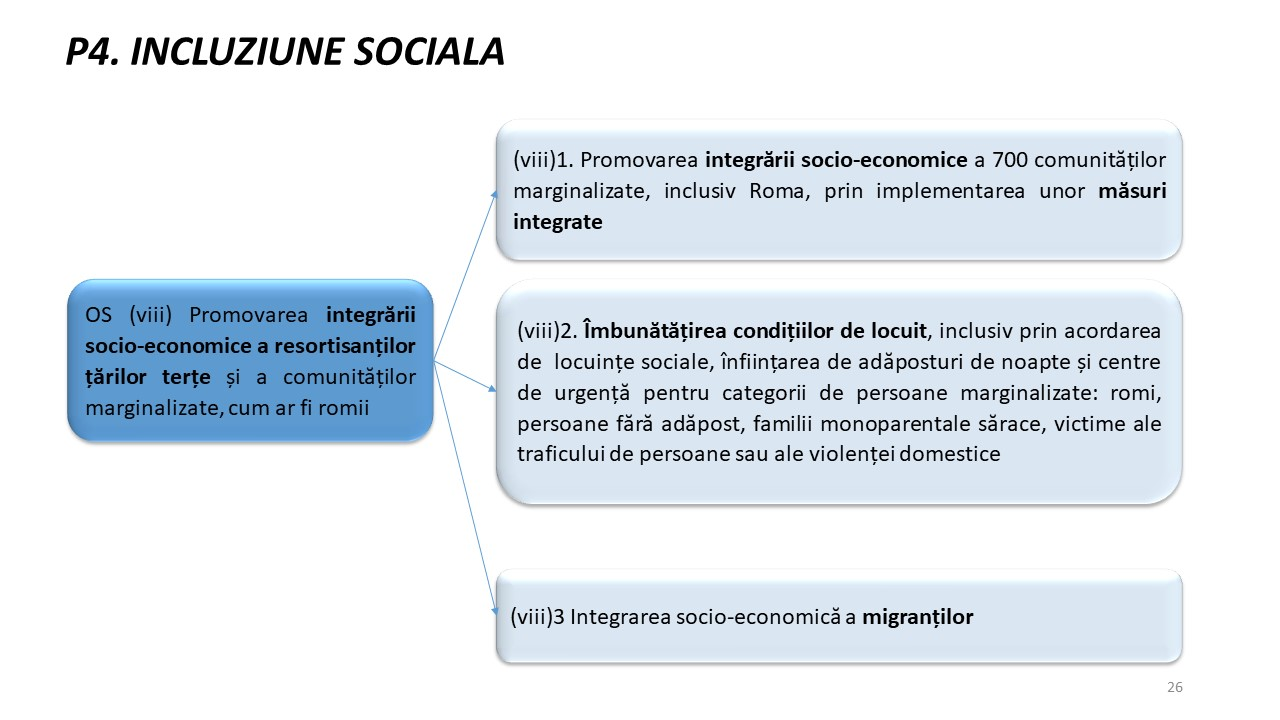 P4. INCLUZIUNE SOCIALA
(viii)1. Promovarea integrării socio-economice a 700 comunităților
marginalizate, inclusiv Roma, prin implementarea unor măsuri
integrate
OS (viii) Promovarea integrării
socio-economice a resortisanților
țărilor terțe și a comunităților
marginalizate, cum ar fi romii
(viii)2. Îmbunătățirea condițiilor de locuit, inclusiv prin acordarea
de locuințe sociale, înființarea de adăposturi de noapte și centre
de urgență pentru categorii de persoane marginalizate: romi,
persoane fără adăpost, familii monoparentale sărace, victime ale
traficului de persoane sau ale violenței domestice
(viii)3 Integrarea socio-economică a migranților
26